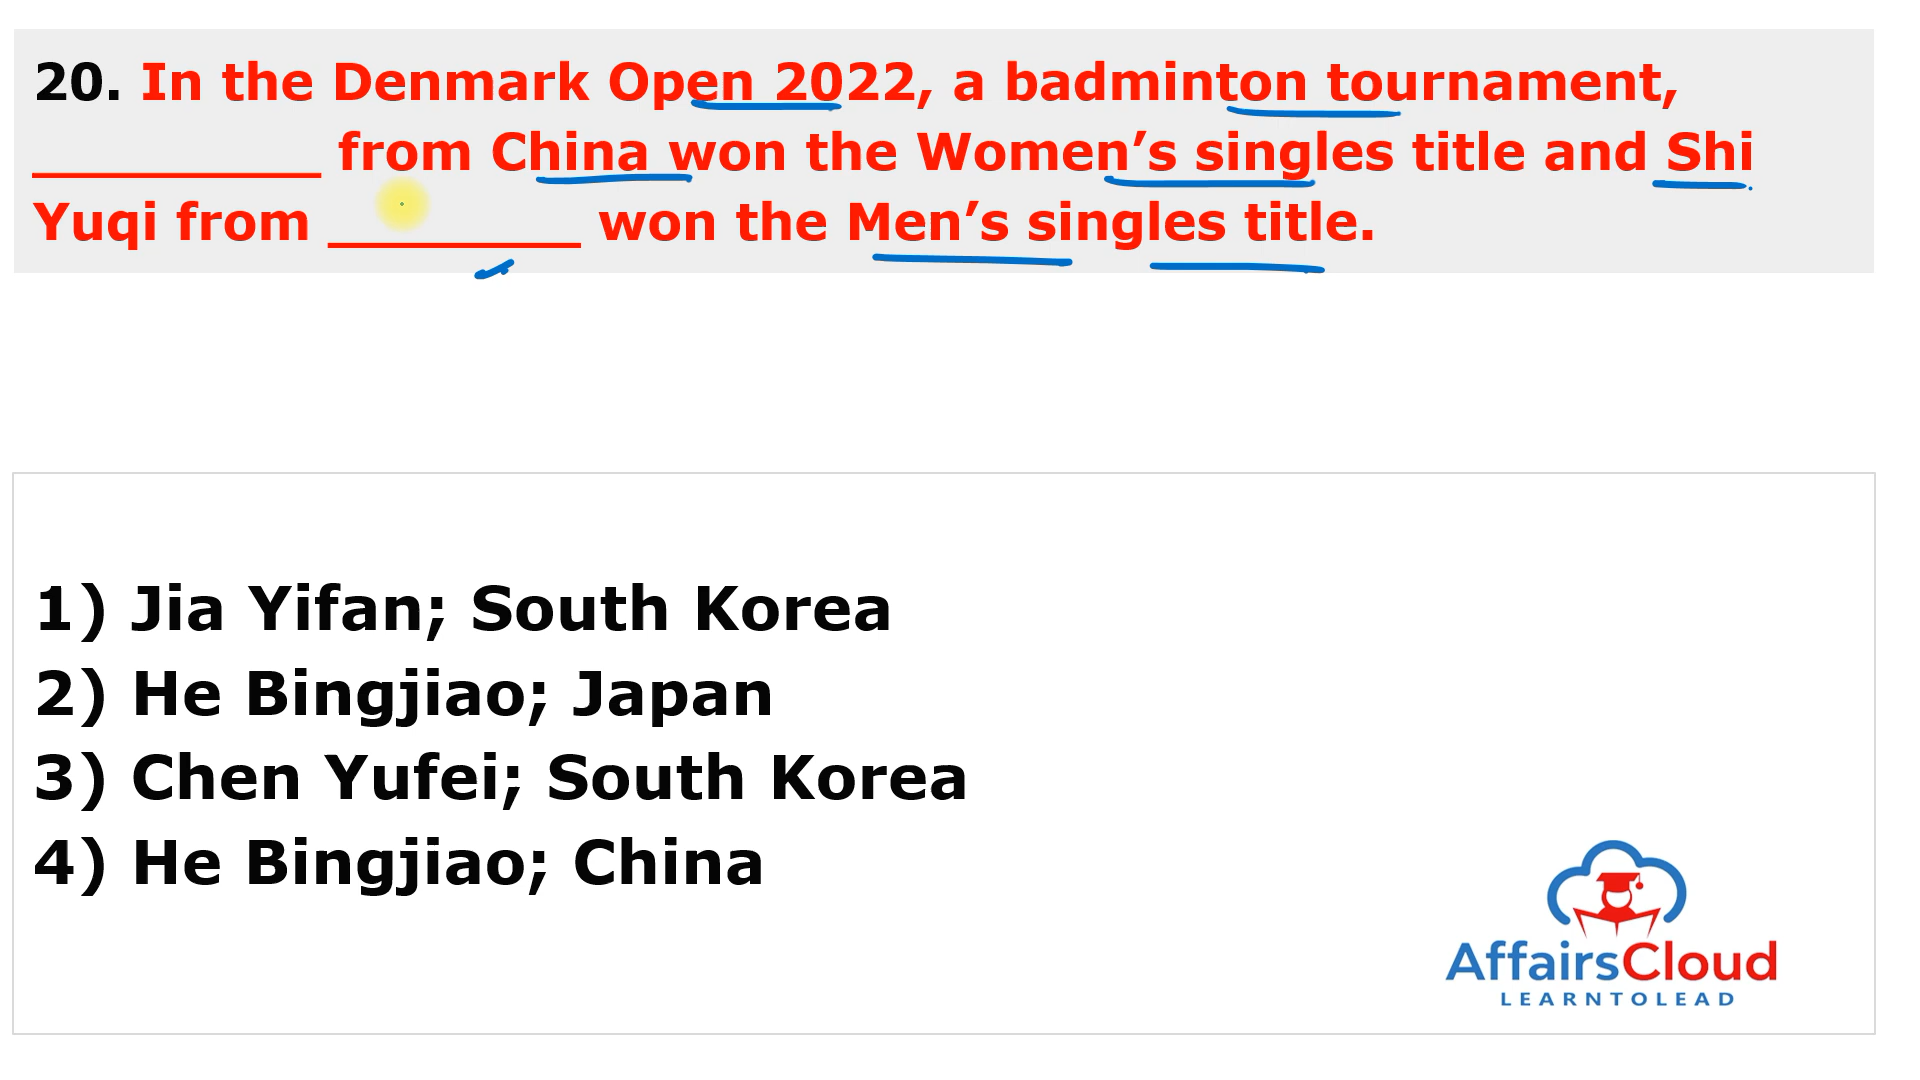 20. In the Denmark Open 2022, a badminton tournament,
___________ from China won the Women’s singles title and Shi
Yuqi from __________ won the Men’s singles title.
1) Jia Yifan; South Korea
2) He Bingjiao; Japan
3) Chen Yufei; South Korea
4) He Bingjiao; China
AffairsCloud
LEARNTOLEAD